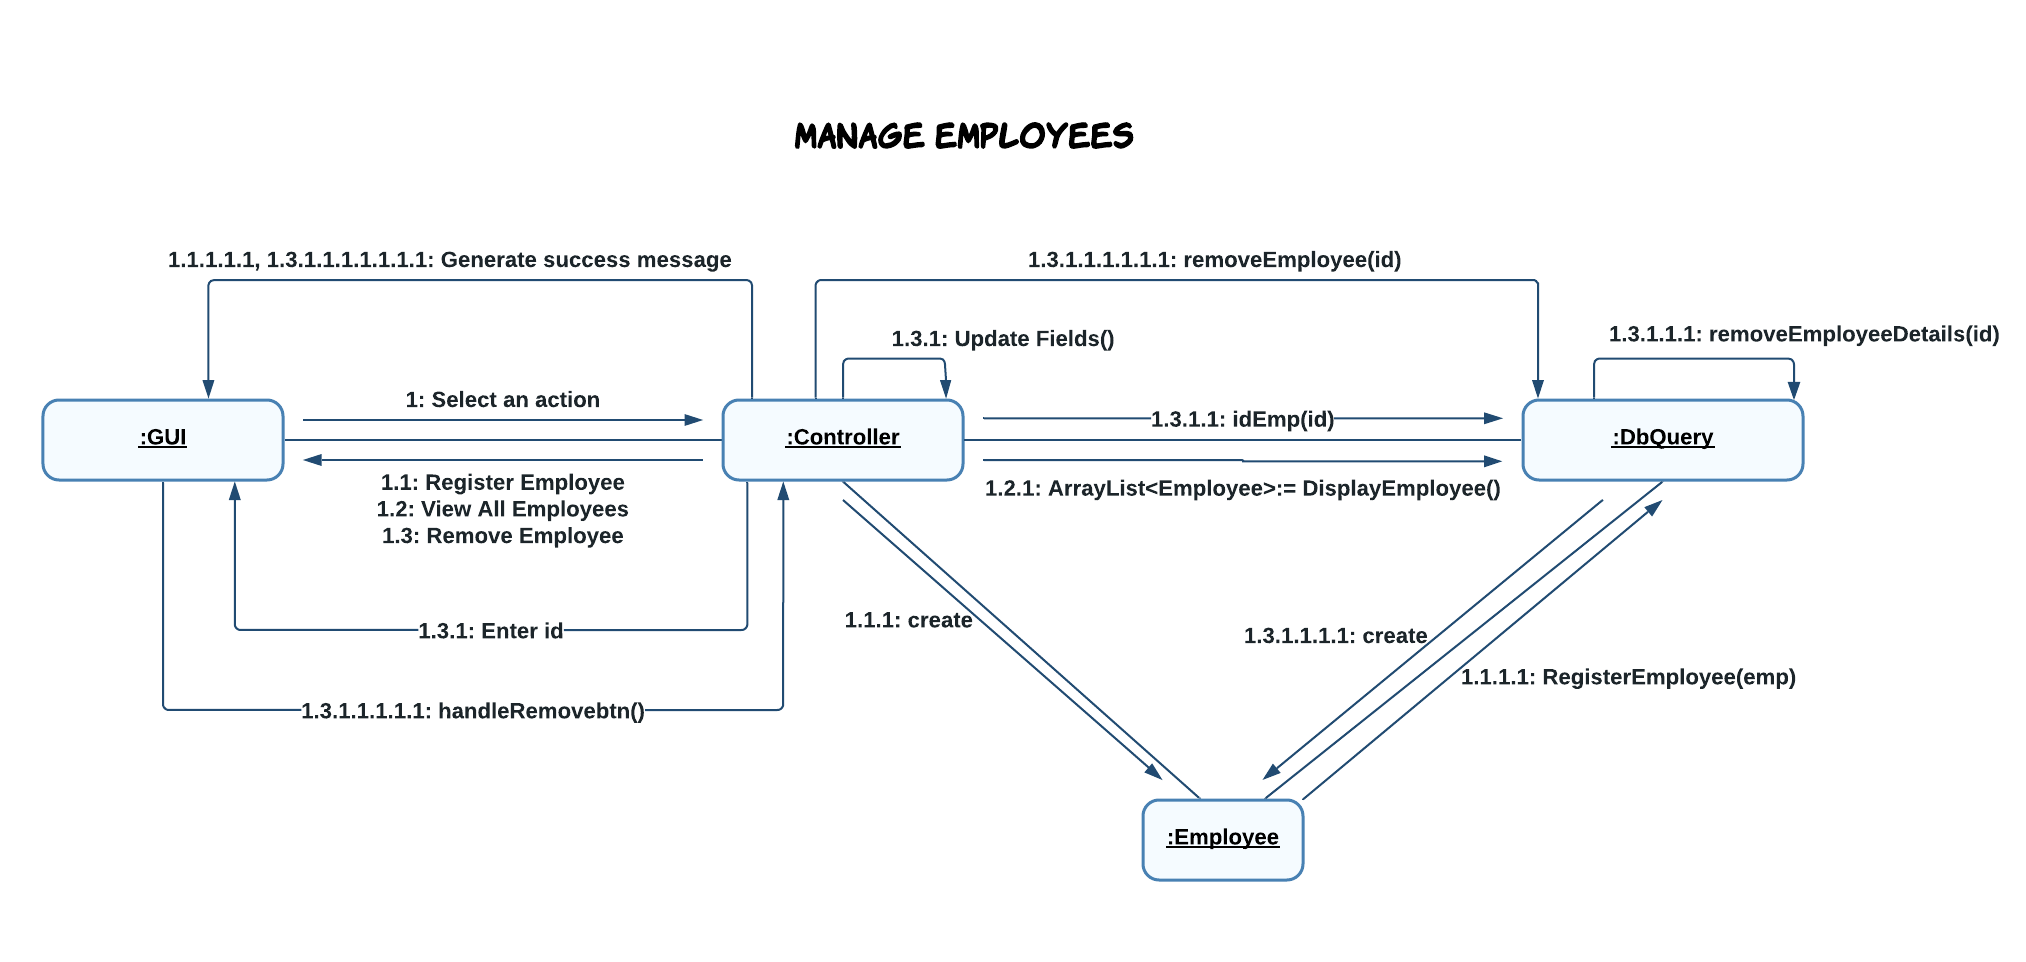 MANAGE EMPLOYEES
1.1.1.1.1, 1.3.1.1.1.1.1.1.1: Generate success message
1.3.1.1.1.1.1.1: removeEmployee(id)
1.3.1: Update Fields()
1.3.1.1.1: removeEmployeeDetails(id)
1: Select an action
1.3.1.1: idEmp(id)
:GUI
:Controller
:DbQuery
1.1: Register Employee
1.2: View All Employees
1.3: Remove Employee
1.2.1: ArrayList<Employee>:= DisplayEmployee()
1.3.1: Enter id
1.1.1: create
1.3.1.1.1.1: create
1.1.1.1: RegisterEmployee(emp)
1.3.1.1.1.1.1: handleRemovebtn()
:Employee